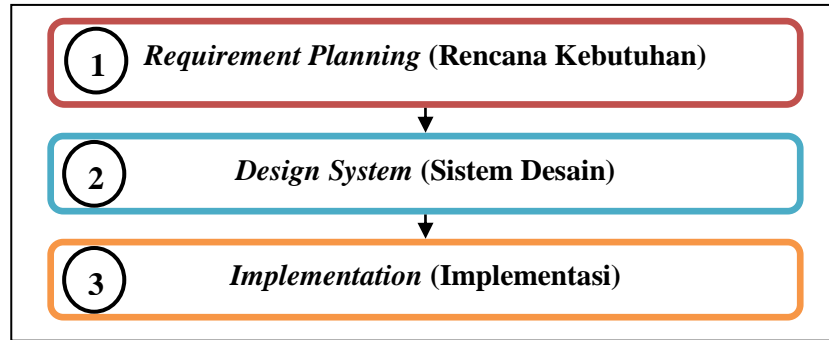 1 Requirement Planning (Rencana Kebutuhan)
2 Design System (Sistem Desain)
3 Implementation (Implementasi)